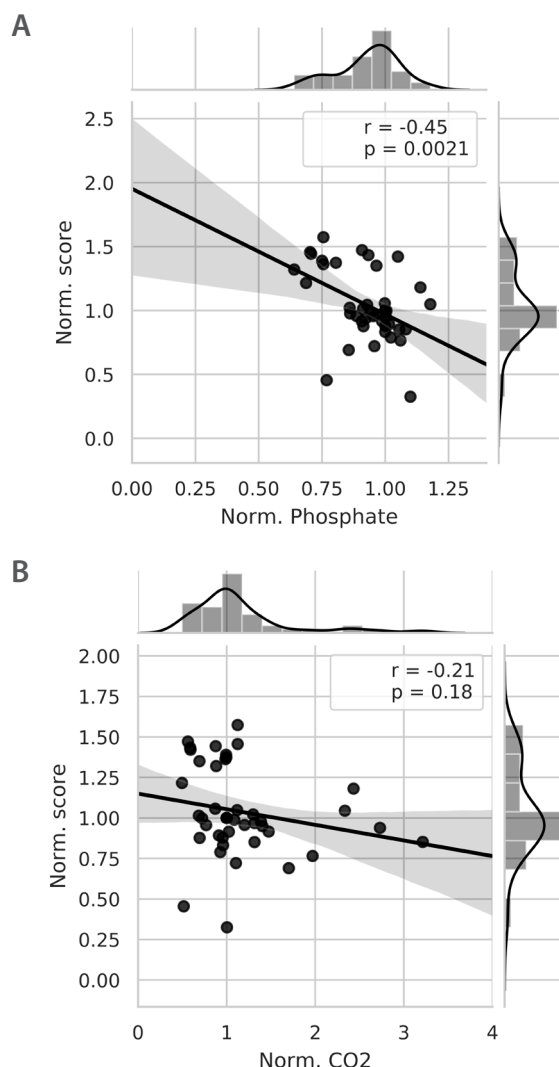 A
r = -0.45
p = 0.0021
2.5
2.0
1.5
1.0
0.5
0.0
Norm. score
0.00 0.25 0.50 0.75 1.00 1.25
Norm. Phosphate
B
r = -0.21
p = 0.18
2.00
1.75
1.50
1.25
1.00
0.75
0.50
0.25
0.00
Norm. score
0 1 2 3 4
Norm. CO2